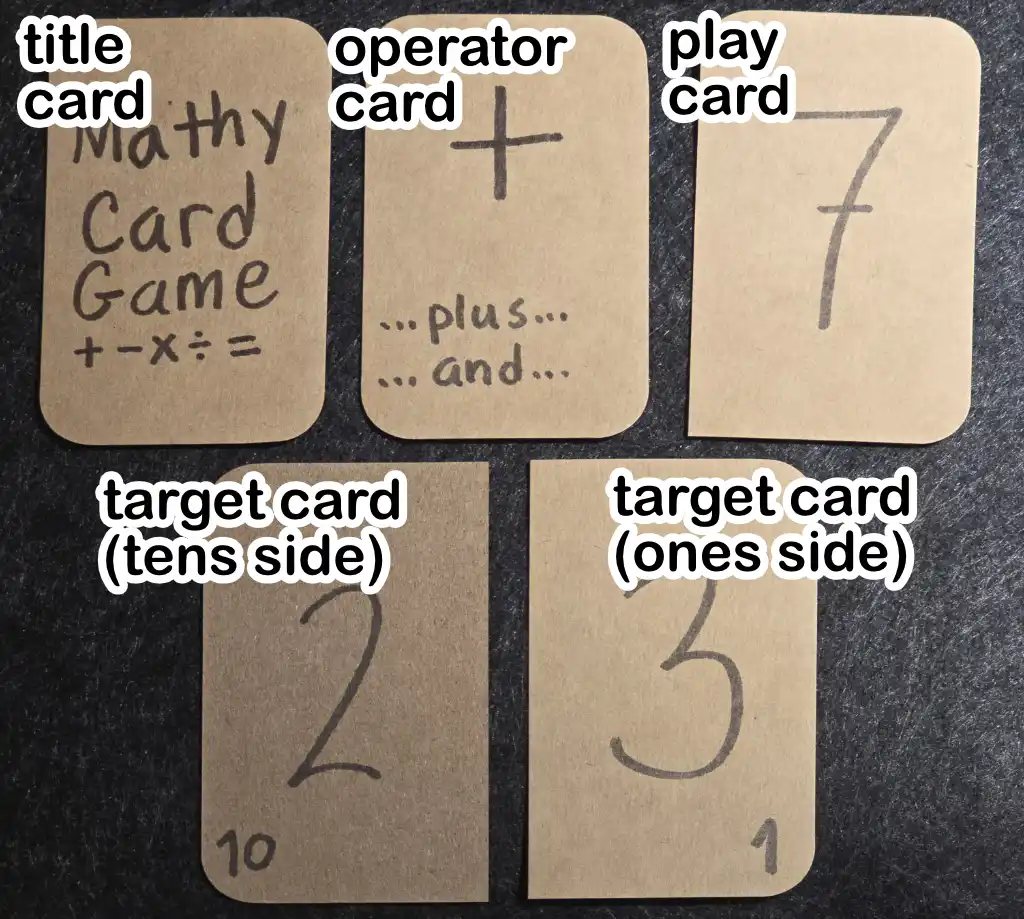 title
card
Mathy
Card
Game
+ - x ÷ =
operator
card
+
...plus...
...and...
play
card
7
target card
(tens side)
2
10
target card
(ones side)
3
1